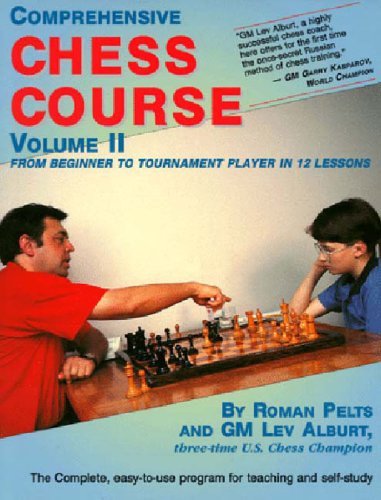 COMPREHENSIVE
CHESS
COURSE
VOLUME II
FROM BEGINNER TO TOURNAMENT PLAYER IN 12 LESSONS
"GM Lev Alburt, a highly
successful chess coach,
here offers for the first time
the once-secret Russian
method of chess training."
— GM GARRY KASPAROV,
WORLD CHAMPION
BY ROMAN PELTS
AND GM LEV ALBURT,
three-time U.S. Chess Champion
The Complete, easy-to-use program for teaching and self-study